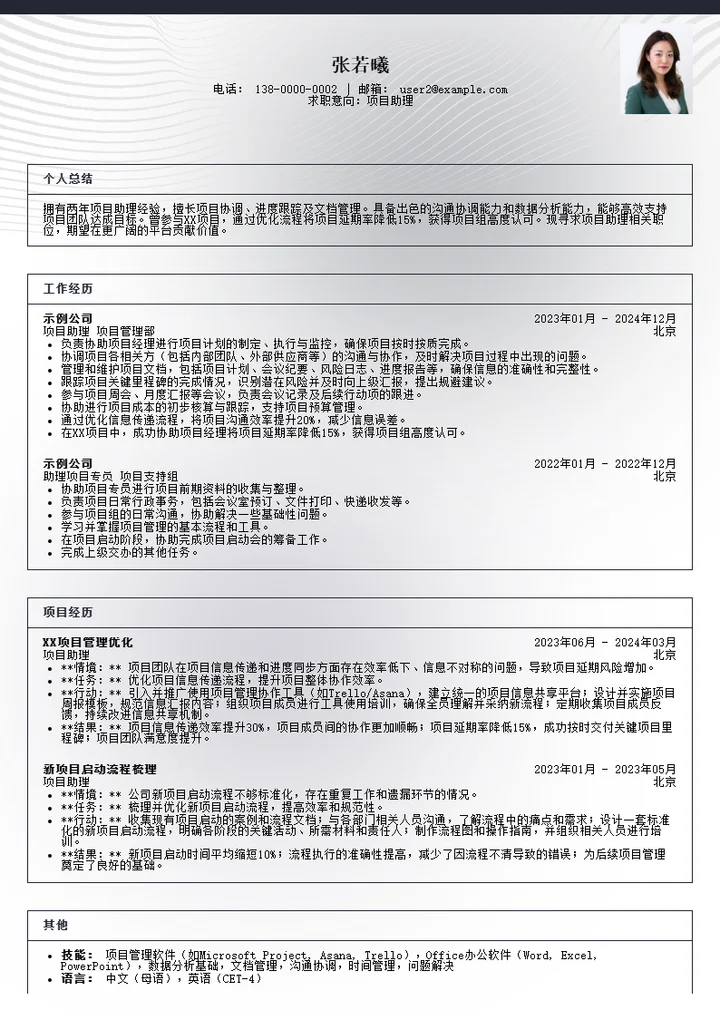 张若曦
电话： 138-0000-0002 | 邮箱： user2@example.com
求职意向：项目助理
个人总结
拥有两年项目助理经验，擅长项目协调、进度跟踪及文档管理。具备出色的沟通协调能力和数据分析能力，能够高效支持
项目团队达成目标。曾参与XX项目，通过优化流程将项目延期率降低15%，获得项目组高度认可。现寻求项目助理相关职
位，期望在更广阔的平台贡献价值。
工作经历
示例公司 2023年01月 - 2024年12月
项目助理 项目管理部 北京
• 负责协助项目经理进行项目计划的制定、执行与监控，确保项目按时按质完成。
• 协调项目各相关方（包括内部团队、外部供应商等）的沟通与协作，及时解决项目过程中出现的问题。
• 管理和维护项目文档，包括项目计划、会议纪要、风险日志、进度报告等，确保信息的准确性和完整性。
• 跟踪项目关键里程碑的完成情况，识别潜在风险并及时向上级汇报，提出规避建议。
• 参与项目周会、月度汇报等会议，负责会议记录及后续行动项的跟进。
• 协助进行项目成本的初步核算与跟踪，支持项目预算管理。
• 通过优化信息传递流程，将项目沟通效率提升20%，减少信息误差。
• 在XX项目中，成功协助项目经理将项目延期率降低15%，获得项目组高度认可。
示例公司 2022年01月 - 2022年12月
助理项目专员 项目支持组 北京
• 协助项目专员进行项目前期资料的收集与整理。
• 负责项目日常行政事务，包括会议室预订、文件打印、快递收发等。
• 参与项目组的日常沟通，协助解决一些基础性问题。
• 学习并掌握项目管理的基本流程和工具。
• 在项目启动阶段，协助完成项目启动会的筹备工作。
• 完成上级交办的其他任务。
项目经历
XX项目管理优化 2023年06月 - 2024年03月
项目助理 北京
• **情境：** 项目团队在项目信息传递和进度同步方面存在效率低下、信息不对称的问题，导致项目延期风险增加。
• **任务：** 优化项目信息传递流程，提升项目整体协作效率。
• **行动：** 引入并推广使用项目管理协作工具（如Trello/Asana），建立统一的项目信息共享平台；设计并实施项目
周报模板，规范信息汇报内容；组织项目成员进行工具使用培训，确保全员理解并采纳新流程；定期收集项目成员反
馈，持续改进信息共享机制。
• **结果：** 项目信息传递效率提升30%，项目成员间的协作更加顺畅；项目延期率降低15%，成功按时交付关键项目里
程碑；项目团队满意度提升。
新项目启动流程梳理 2023年01月 - 2023年05月
项目助理 北京
• **情境：** 公司新项目启动流程不够标准化，存在重复工作和遗漏环节的情况。
• **任务：** 梳理并优化新项目启动流程，提高效率和规范性。
• **行动：** 收集现有项目启动的案例和流程文档；与各部门相关人员沟通，了解流程中的痛点和需求；设计一套标准
化的新项目启动流程，明确各阶段的关键活动、所需材料和责任人；制作流程图和操作指南，并组织相关人员进行培
训。
• **结果：** 新项目启动时间平均缩短10%；流程执行的准确性提高，减少了因流程不清导致的错误；为后续项目管理
奠定了良好的基础。
其他
• 技能： 项目管理软件（如Microsoft Project, Asana, Trello），Office办公软件（Word, Excel,
PowerPoint），数据分析基础，文档管理，沟通协调，时间管理，问题解决
• 语言： 中文（母语），英语（CET-4）